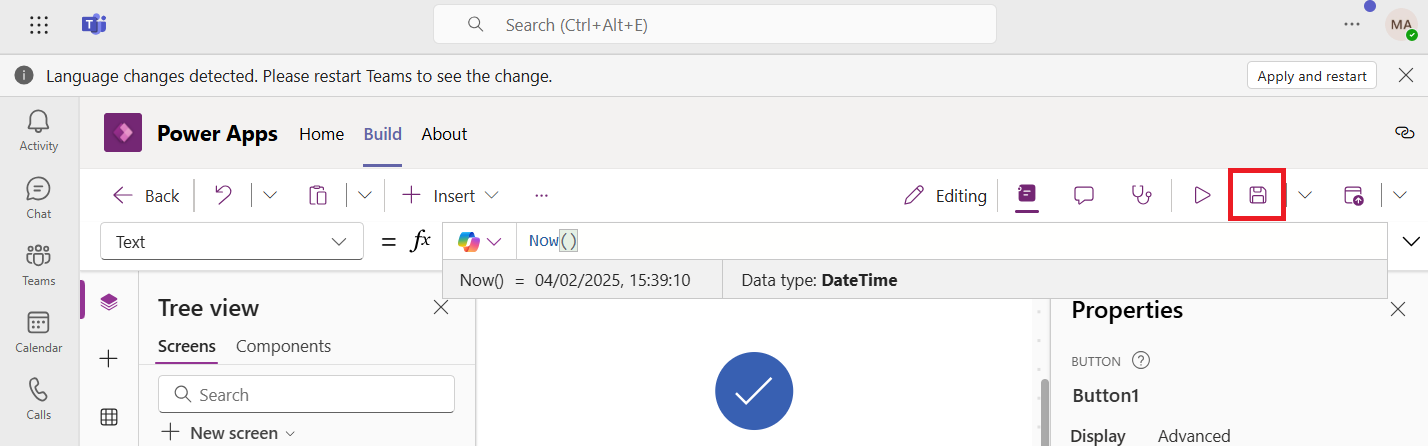 Search (Ctrl+Alt+E)
MA
Language changes detected. Please restart Teams to see the change.
Apply and restart
Activity
Chat
Teams
Calendar
Calls
Power Apps Home Build About
Back
Insert
Editing
Text
= fx
Now()
Now() = 04/02/2025, 15:39:10
Data type: DateTime
Tree view
Screens Components
Search
New screen
Properties
BUTTON ?
Button1
Display Advanced